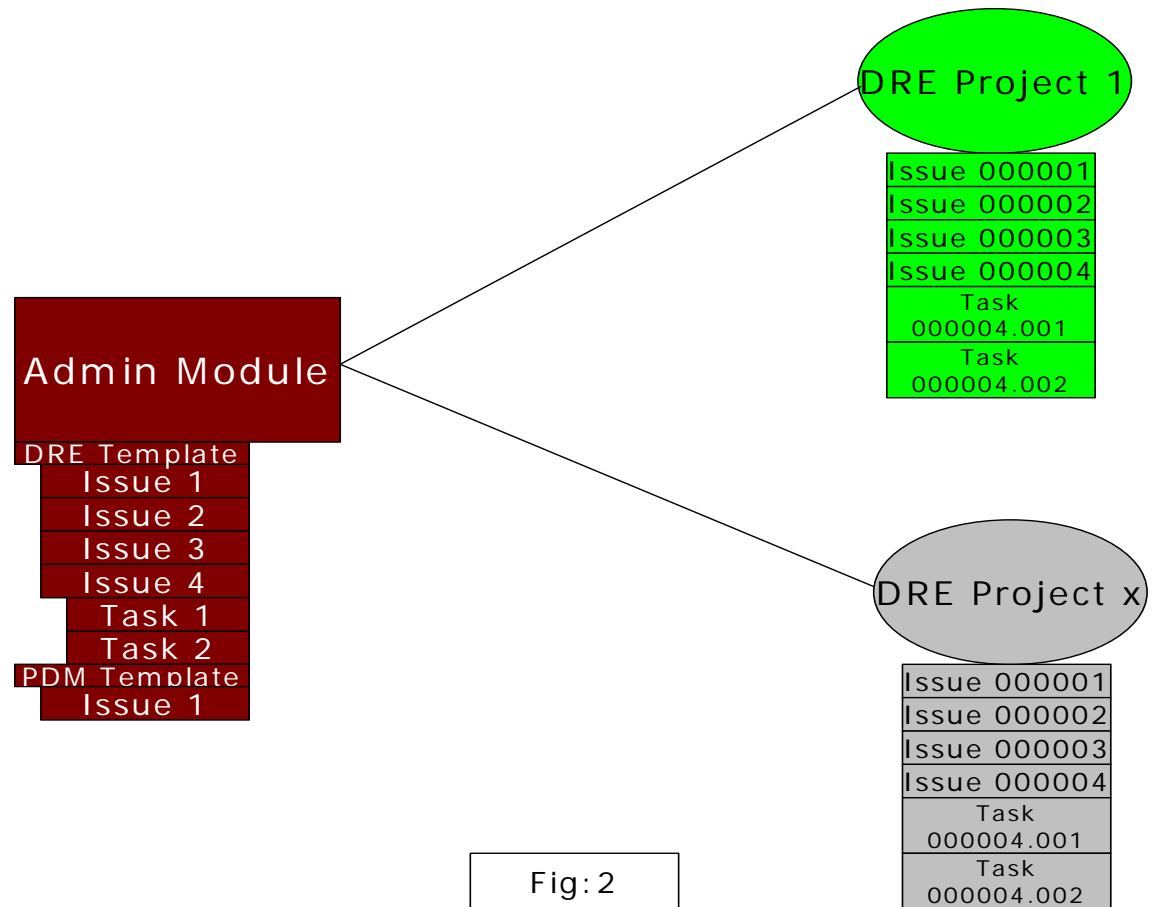 DRE Project 1
Issue 000001
Issue 000002
Issue 000003
Issue 000004
Task
000004.001
Task
000004.002
Admin Module
DRE Template
Issue 1
Issue 2
Issue 3
Issue 4
Task 1
Task 2
PDM Template
Issue 1
DRE Project x
Issue 000001
Issue 000002
Issue 000003
Issue 000004
Task
000004.001
Task
000004.002
Fig:2